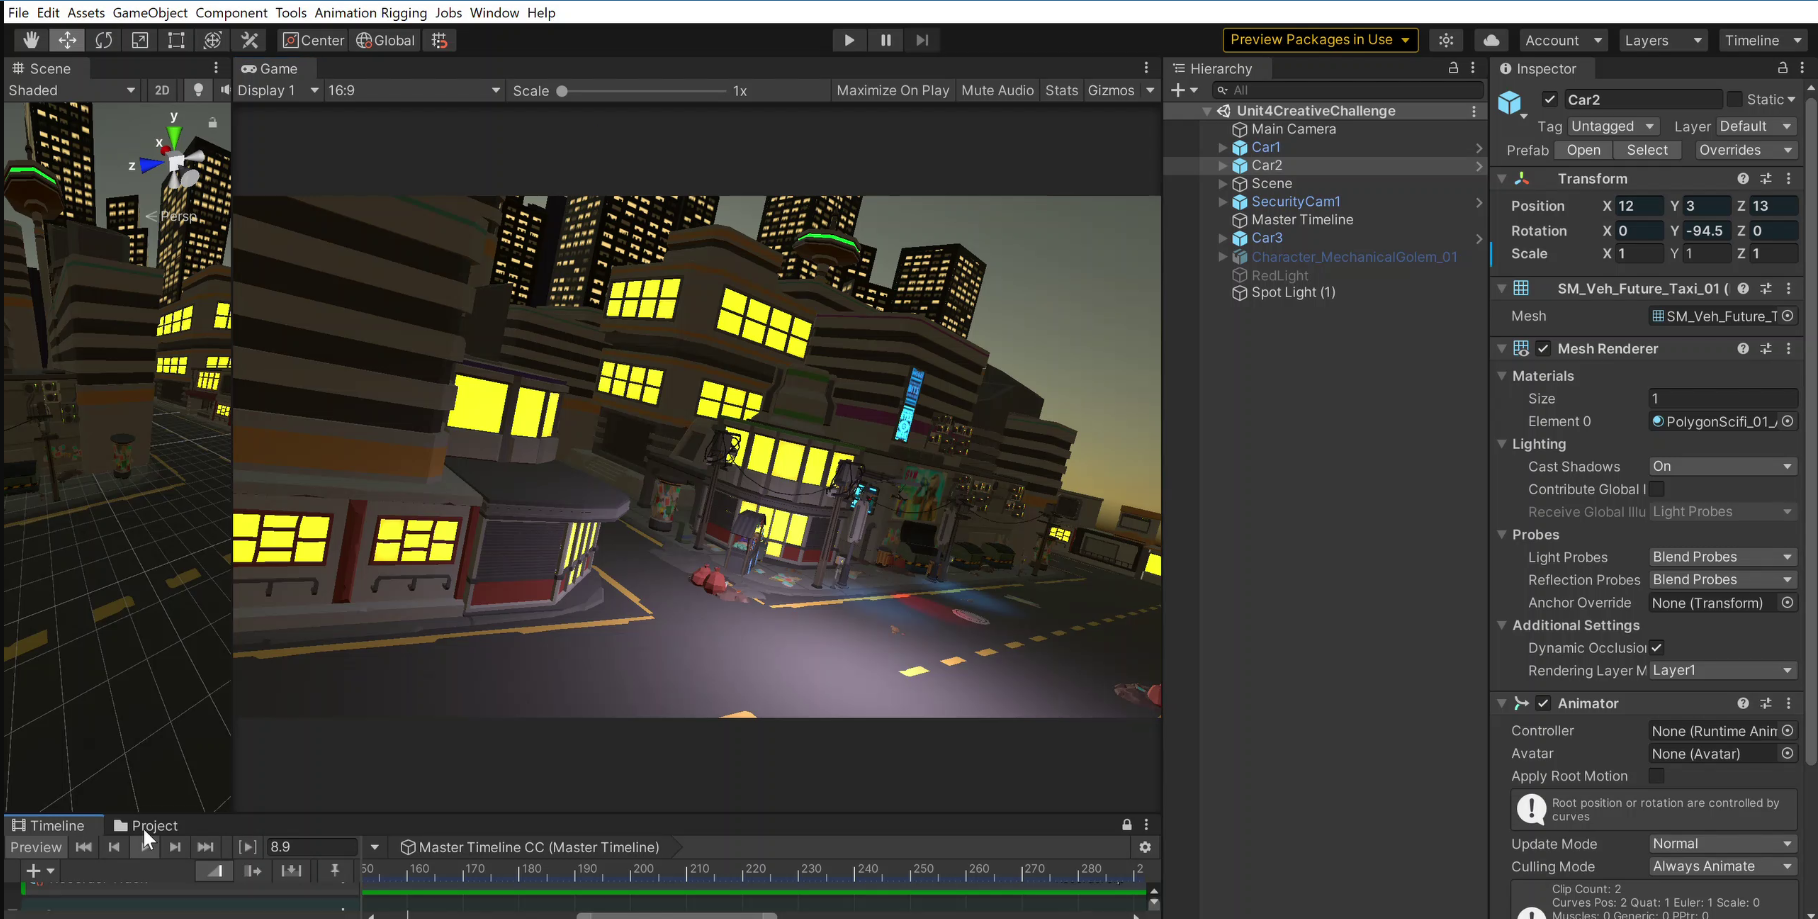 File Edit Assets GameObject Component Tools Animation Rigging Jobs Window Help
Center Global
Preview Packages in Use
Account Layers Timeline
Scene
Shaded 2D
y
x
z
Persp
Game
Display 1 16:9 Scale 1x Maximize On Play Mute Audio Stats Gizmos
Hierarchy
All
Unit4CreativeChallenge
Main Camera
Car1
Car2
Scene
SecurityCam1
Master Timeline
Car3
Character_MechanicalGolem_01
RedLight
Spot Light (1)
Inspector
Car2 Static
Tag Untagged Layer Default
Prefab Open Select Overrides
Transform
Position X 12 Y 3 Z 13
Rotation X 0 Y -94.5 Z 0
Scale X 1 Y 1 Z 1
SM_Veh_Future_Taxi_01 (
Mesh SM_Veh_Future_T
Mesh Renderer
Materials
Size 1
Element 0 PolygonScifi_01_
Lighting
Cast Shadows On
Contribute Global I
Receive Global Illu Light Probes
Probes
Light Probes Blend Probes
Reflection Probes Blend Probes
Anchor Override None (Transform)
Additional Settings
Dynamic Occlusion
Rendering Layer M Layer1
Animator
Controller None (Runtime Anim
Avatar None (Avatar)
Apply Root Motion
Root position or rotation are controlled by
curves
Update Mode Normal
Culling Mode Always Animate
Clip Count: 2
Curves Pos: 2 Quat: 1 Euler: 1 Scale: 0
Muscles: 0 Generic: 0 PPtr: 0
Timeline Project
Preview 8.9 Master Timeline CC (Master Timeline)
50 160 170 180 190 200 210 220 230 240 250 260 270 280 2